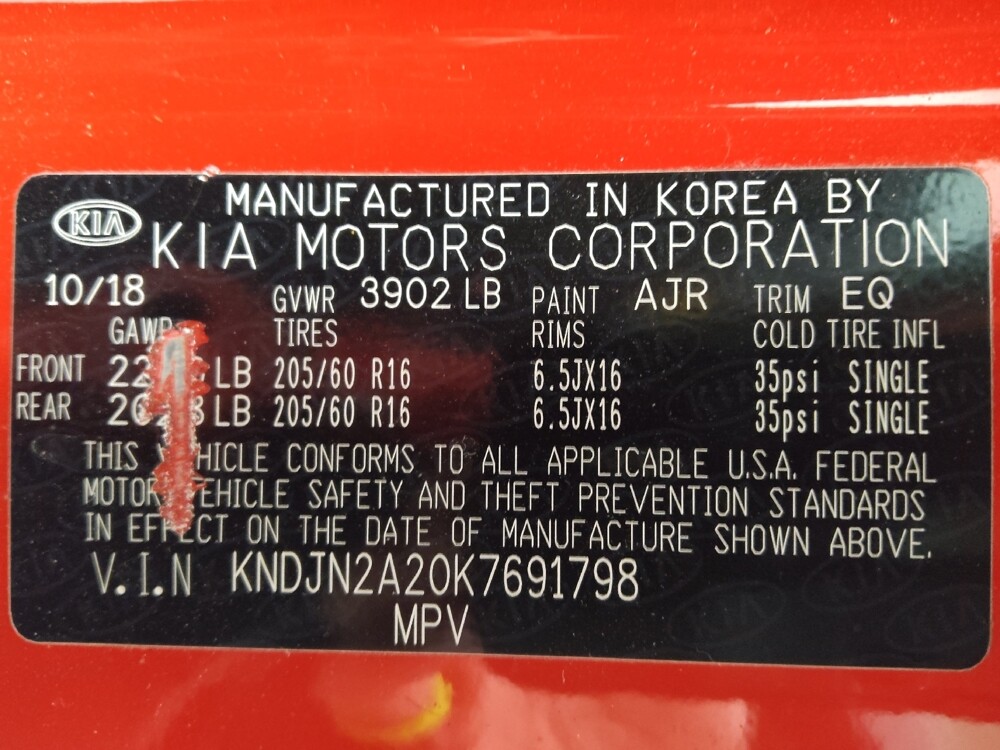 MANUFACTURED IN KOREA BY
KIA KIA MOTORS CORPORATION
10/18 GVWR 3902 LB PAINT AJR TRIM EQ
GAWR TIRES RIMS COLD TIRE INFL
FRONT LB 205/60 R16 6.5JX16 35psi SINGLE
REAR LB 205/60 R16 6.5JX16 35psi SINGLE
THIS VEHICLE CONFORMS TO ALL APPLICABLE U.S.A. FEDERAL
MOTOR VEHICLE SAFETY AND THEFT PREVENTION STANDARDS
IN EFFECT ON THE DATE OF MANUFACTURE SHOWN ABOVE.
V.I.N KNDJN2A20K7691798
MPV